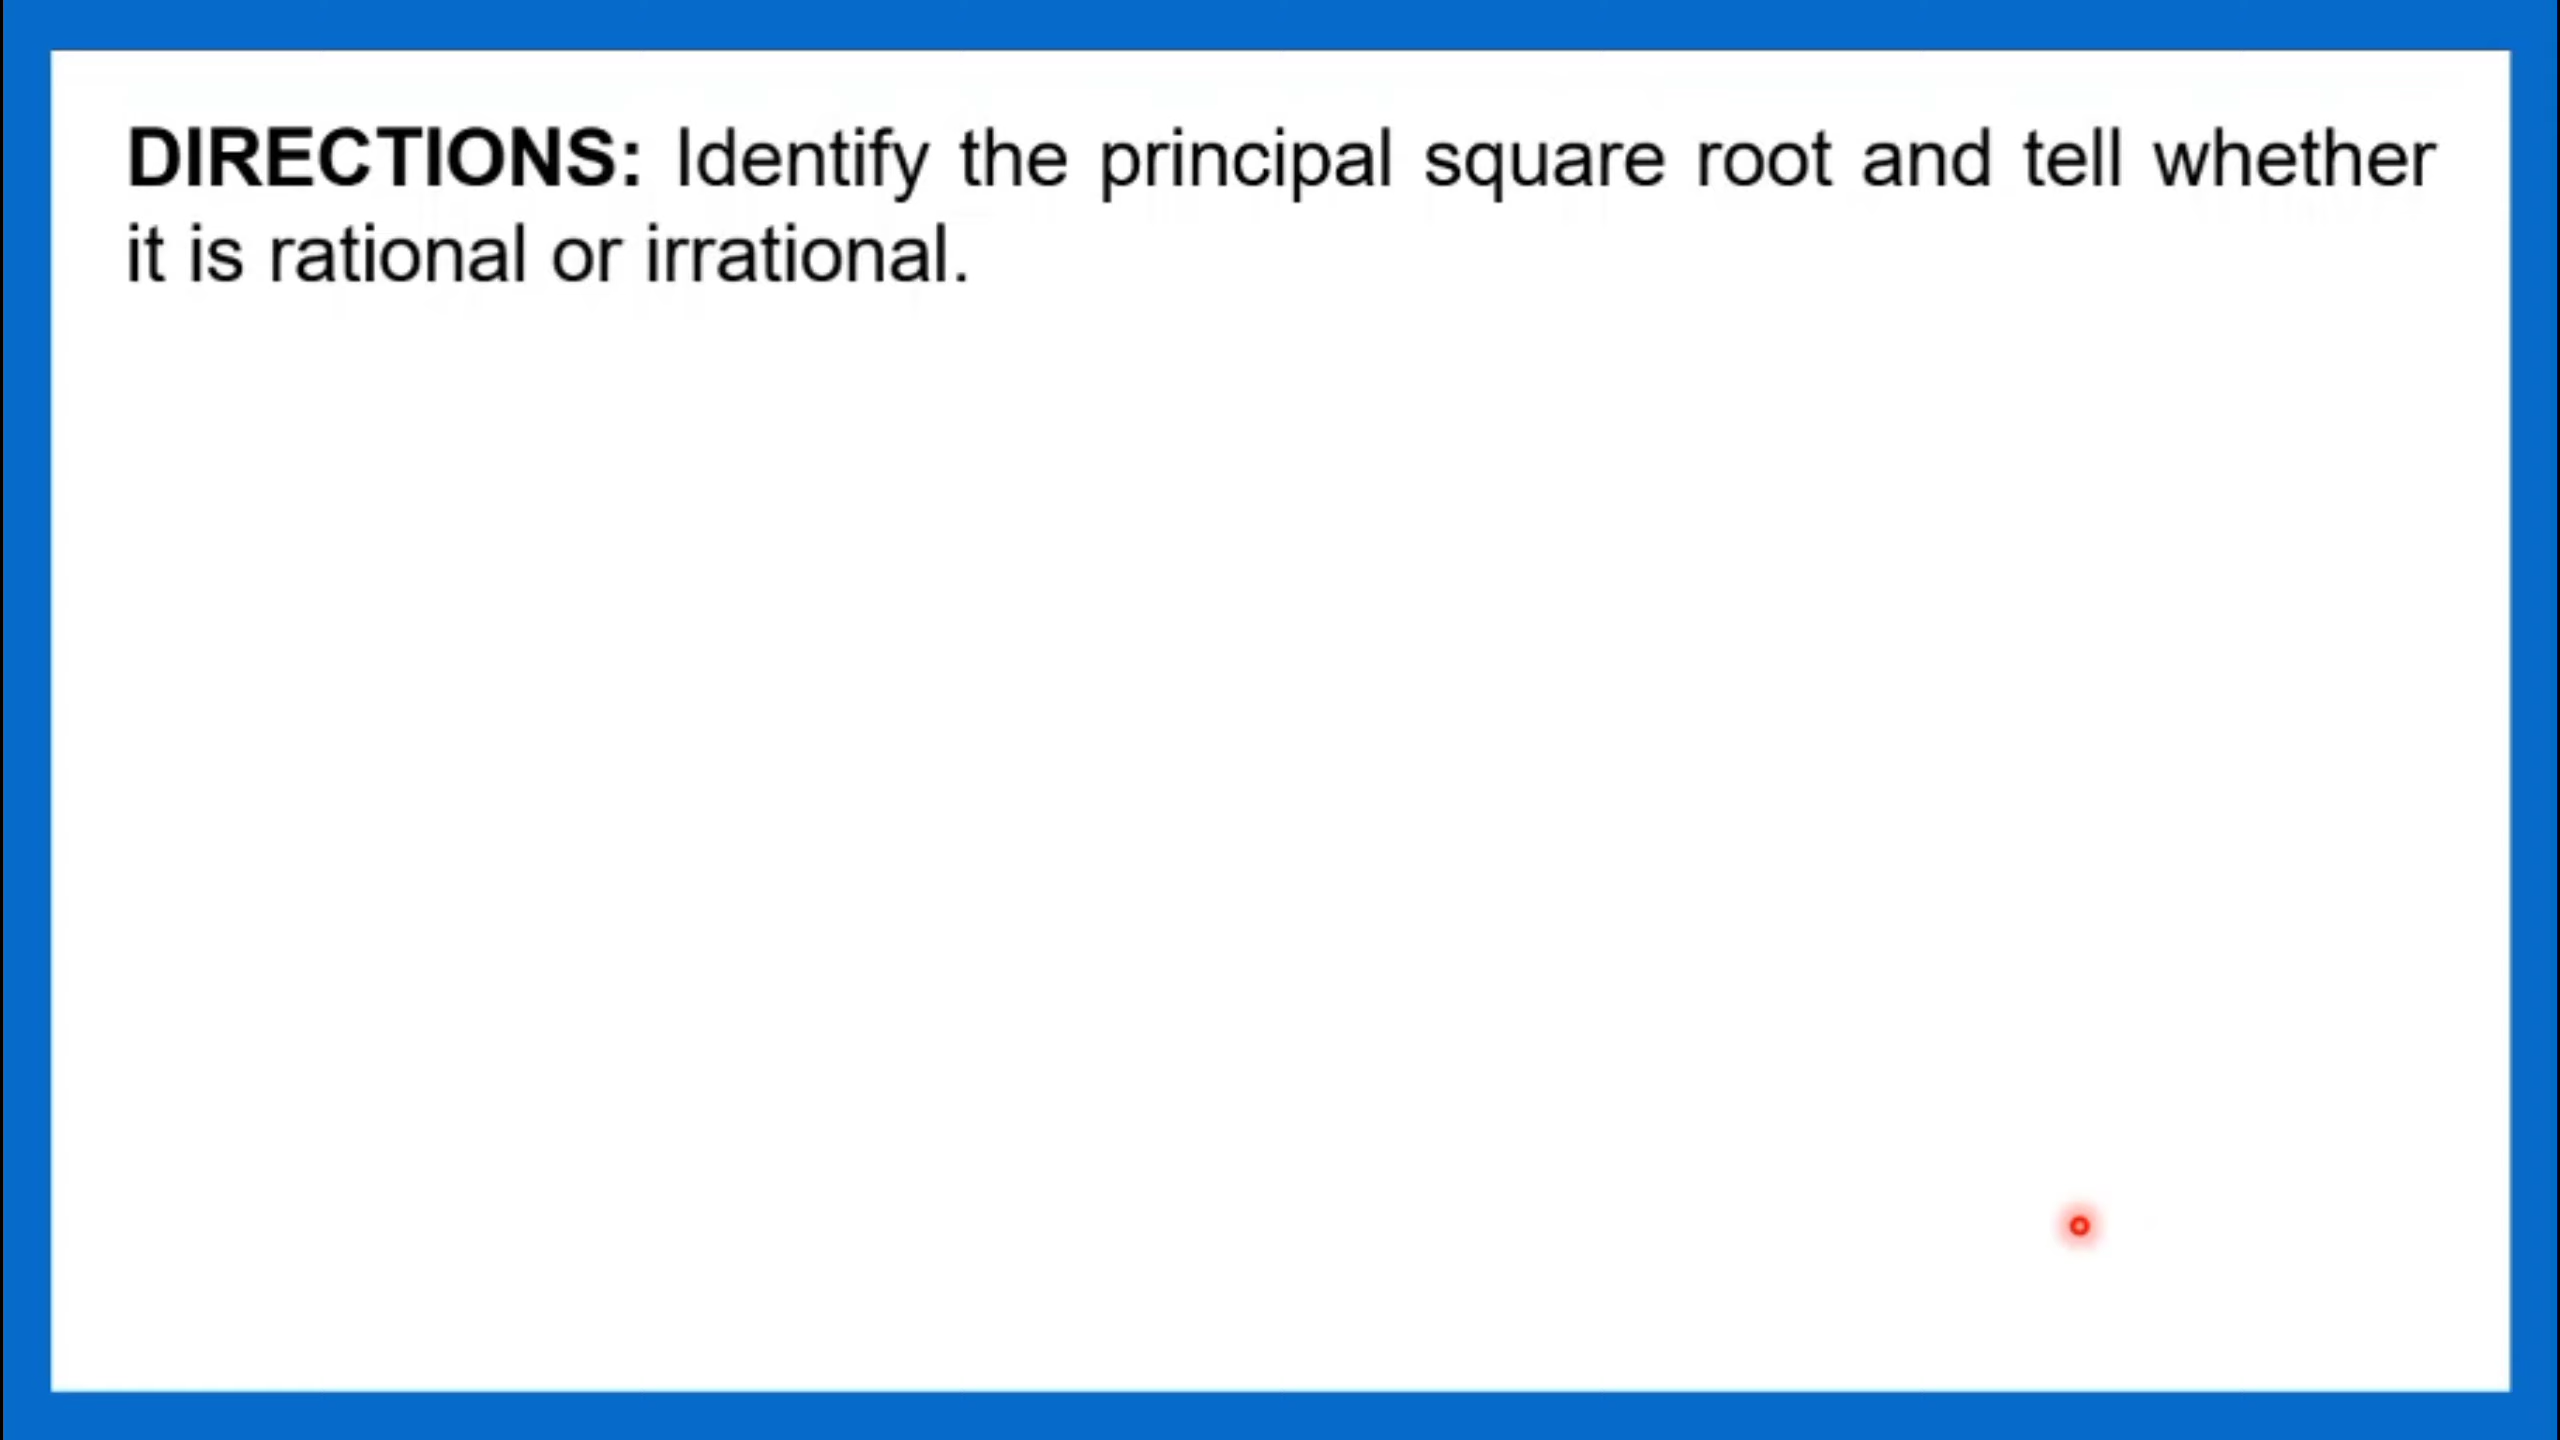 DIRECTIONS: Identify the principal square root and tell whether
it is rational or irrational.